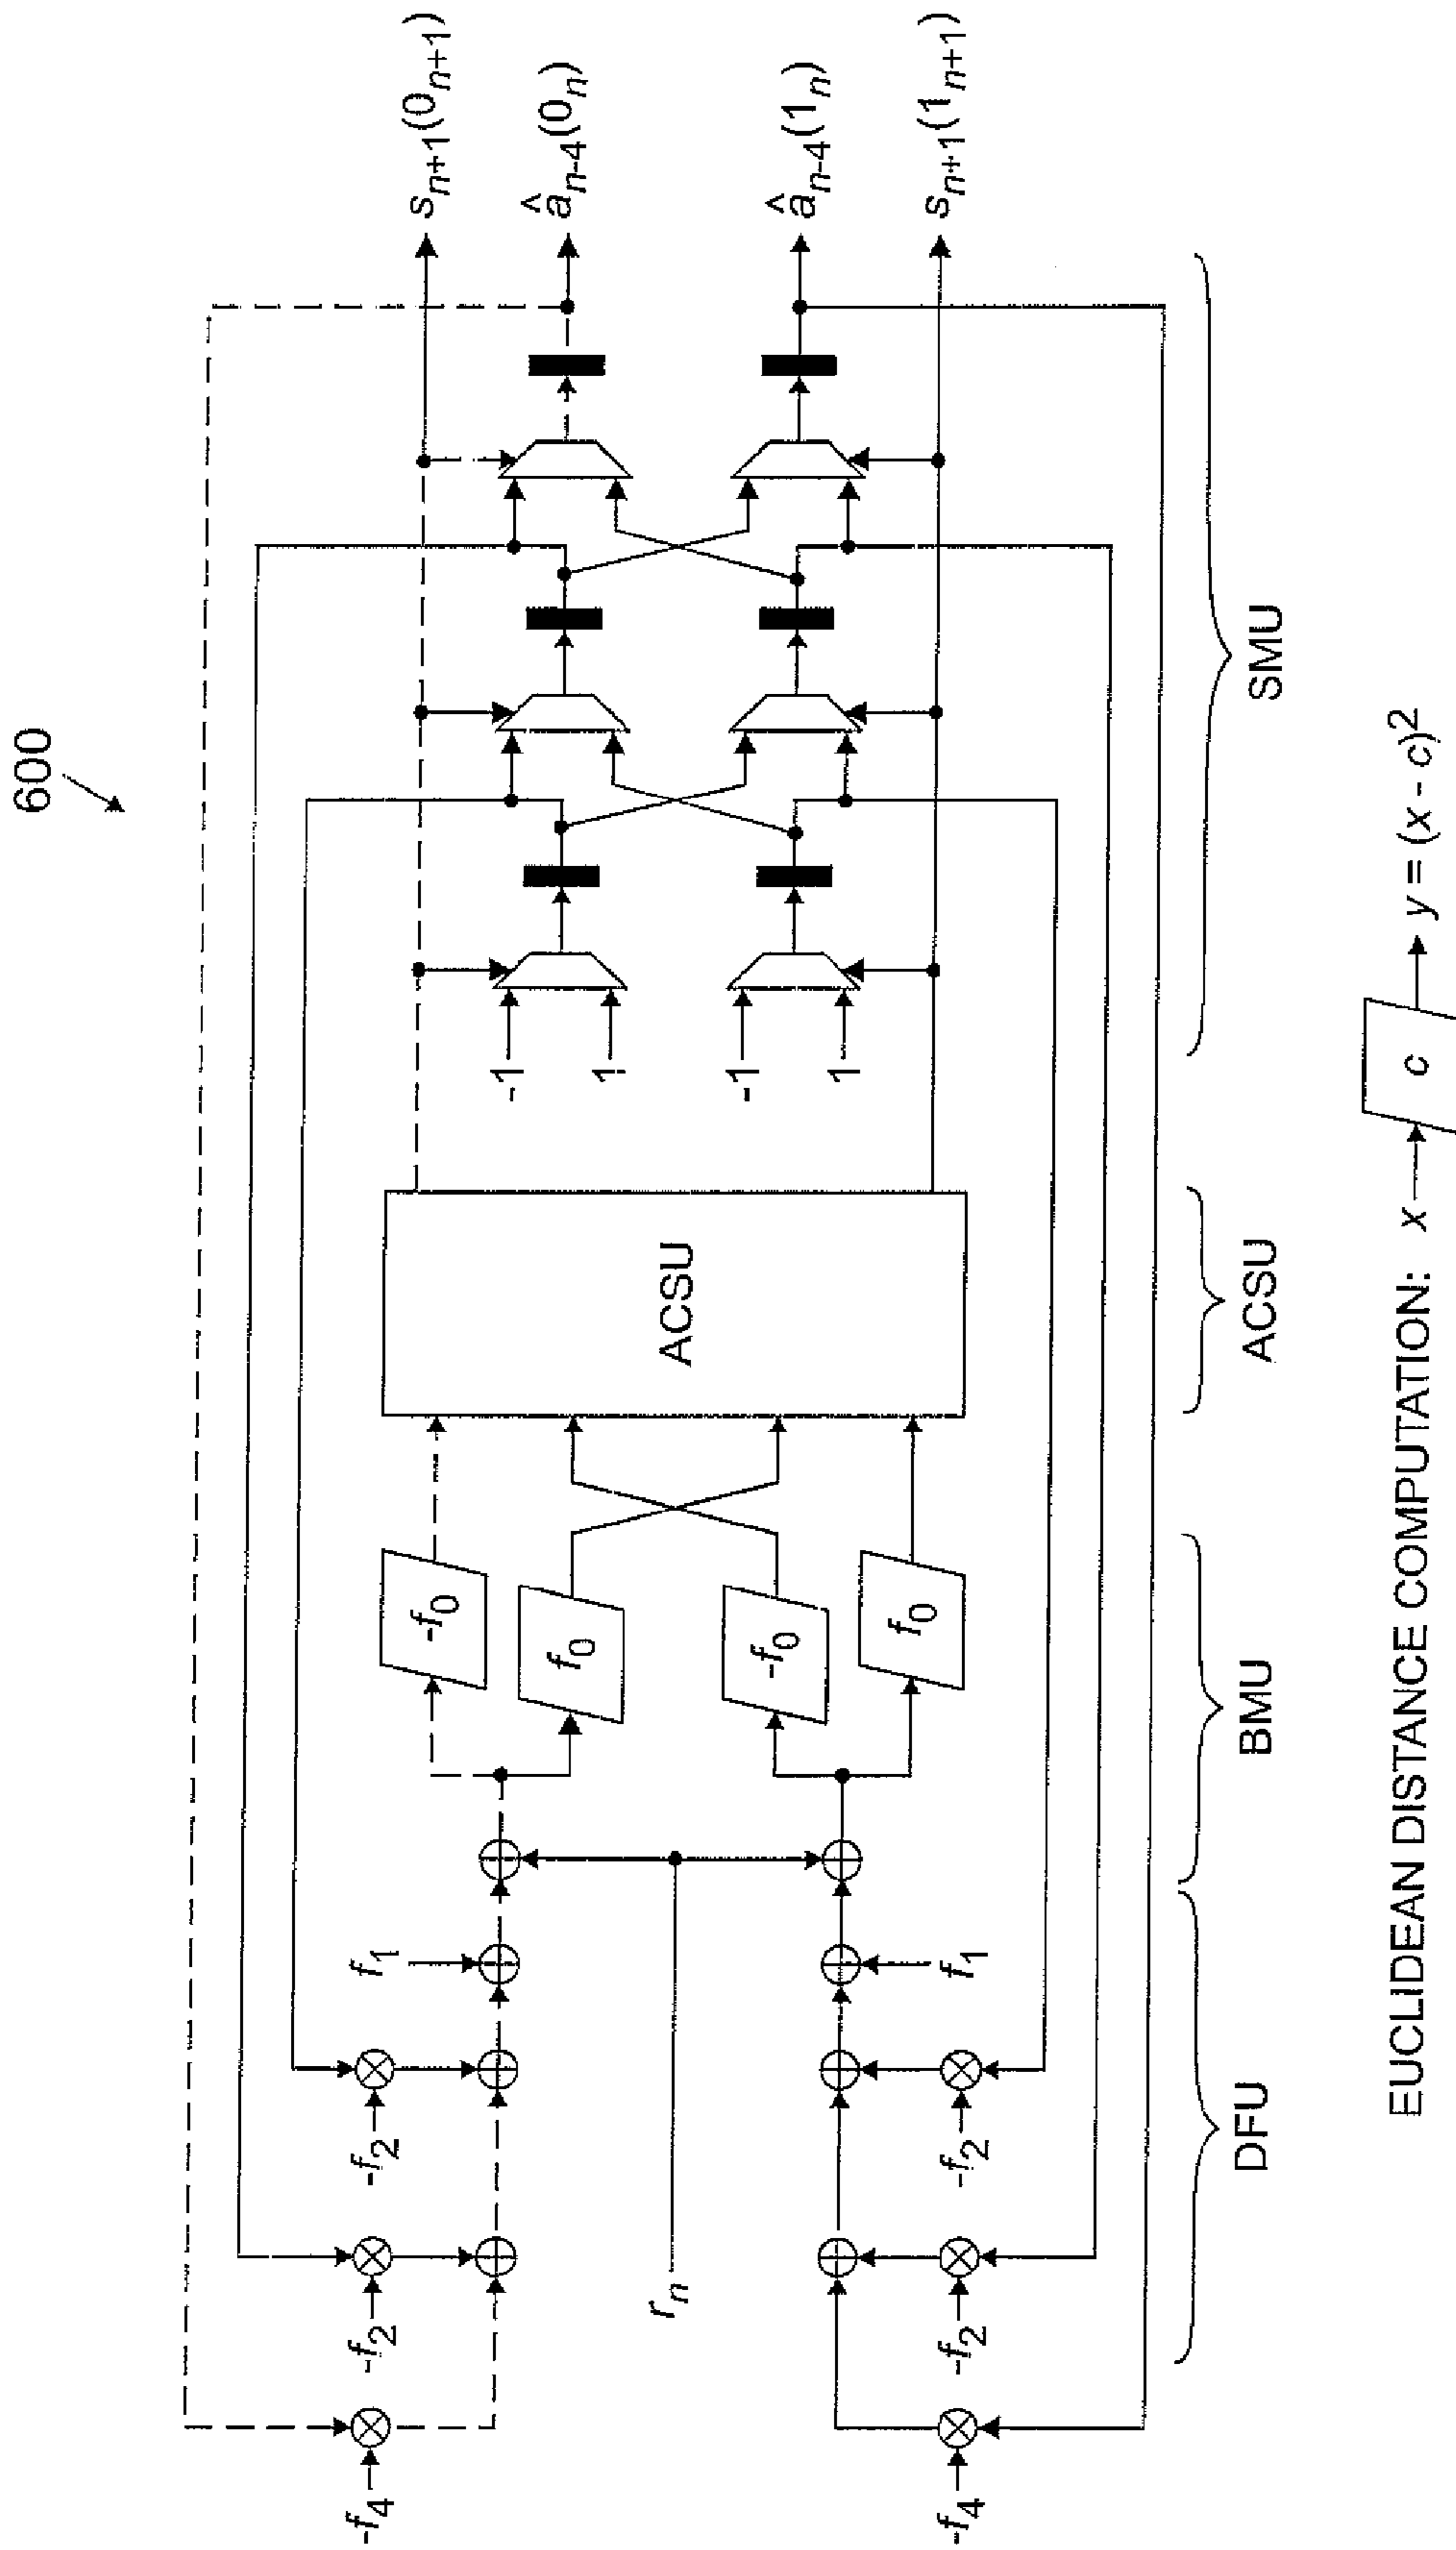 600
s_{n+1}(0_{n+1})
â_{n-4}(0_n)
â_{n-4}(1_n)
s_{n+1}(1_{n+1})
-f_4
-f_2
-f_2
f_1
-f_0
f_0
-1
1
r_n
ACSU
-f_0
f_0
-1
1
-f_4
-f_2
-f_2
f_1
DFU
BMU
ACSU
SMU
EUCLIDEAN DISTANCE COMPUTATION: x c y = (x - c)^2